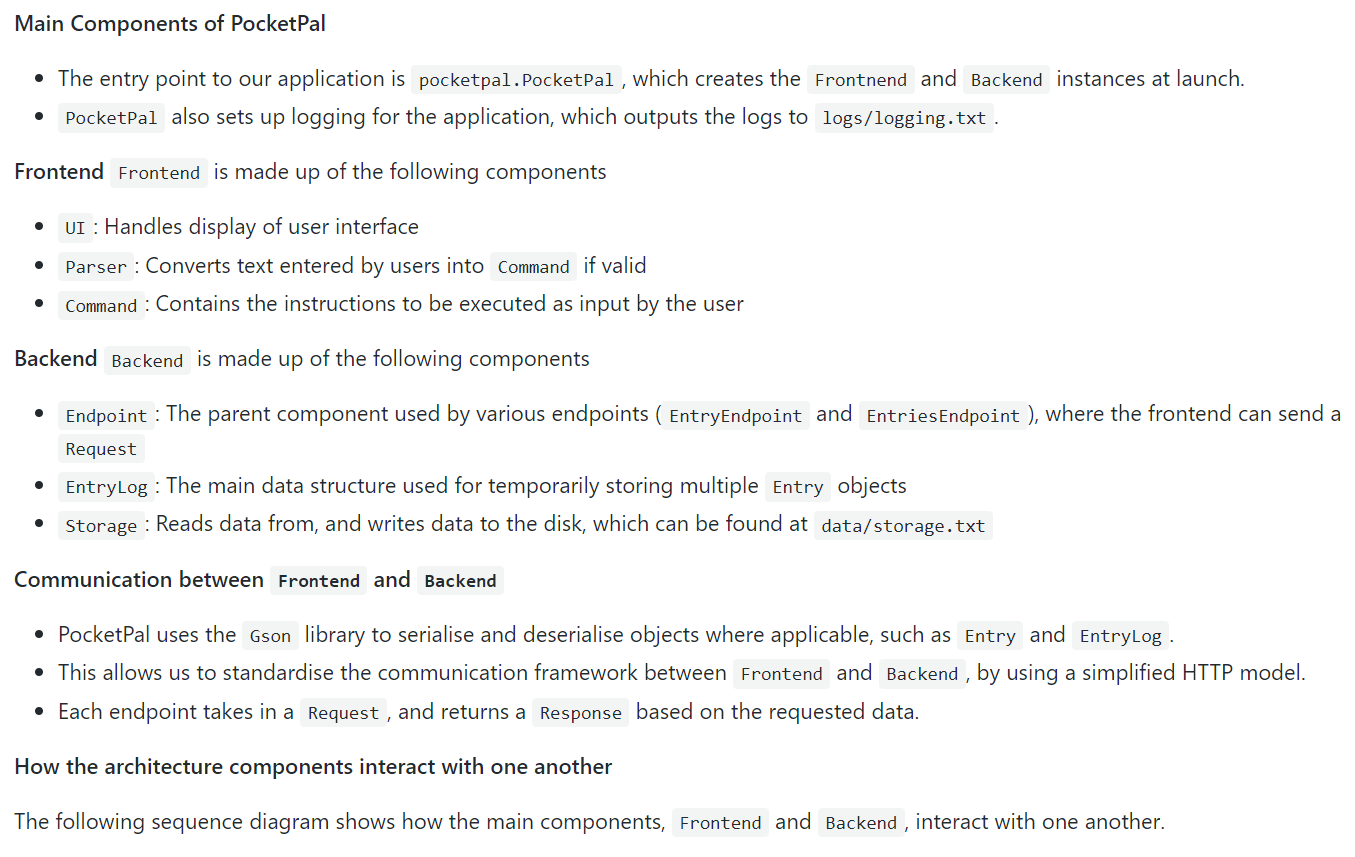 Main Components of PocketPal
The entry point to our application is pocketpal.PocketPal, which creates the Frontnend and Backend instances at launch.
PocketPal also sets up logging for the application, which outputs the logs to logs/logging.txt.
Frontend Frontend is made up of the following components
UI: Handles display of user interface
Parser: Converts text entered by users into Command if valid
Command: Contains the instructions to be executed as input by the user
Backend Backend is made up of the following components
Endpoint: The parent component used by various endpoints (EntryEndpoint and EntriesEndpoint), where the frontend can send a
Request
EntryLog: The main data structure used for temporarily storing multiple Entry objects
Storage: Reads data from, and writes data to the disk, which can be found at data/storage.txt
Communication between Frontend and Backend
PocketPal uses the Gson library to serialise and deserialise objects where applicable, such as Entry and EntryLog.
This allows us to standardise the communication framework between Frontend and Backend, by using a simplified HTTP model.
Each endpoint takes in a Request, and returns a Response based on the requested data.
How the architecture components interact with one another
The following sequence diagram shows how the main components, Frontend and Backend, interact with one another.